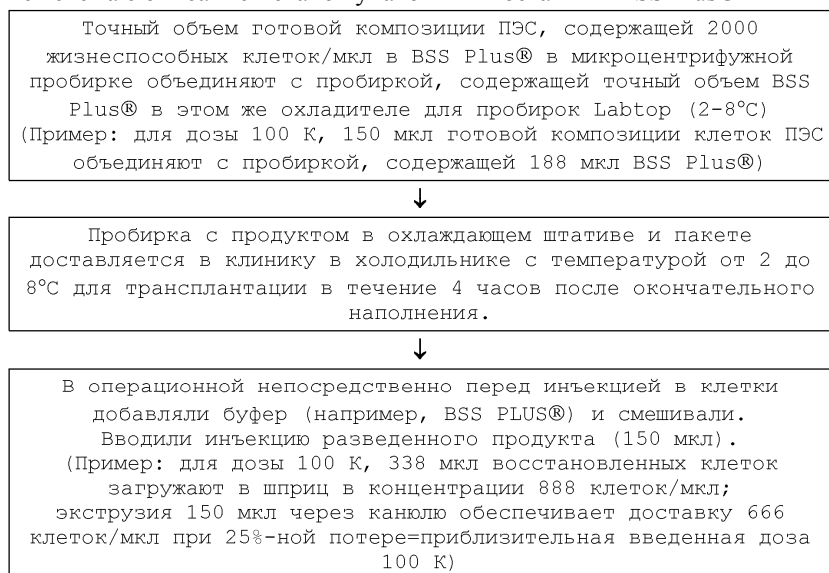 Точный объем готовой композиции ПЭС, содержащей 2000
жизнеспособных клеток/мкл в BSS Plus® в микроцентрифужной
пробирке объединяют с пробиркой, содержащей точный объем BSS
Plus® в этом же охладителе для пробирок Labtop (2-8°C)
(Пример: для дозы 100 К, 150 мкл готовой композиции клеток ПЭС
объединяют с пробиркой, содержащей 188 мкл BSS Plus®)
↓
Пробирка с продуктом в охлаждающем штативе и пакете
доставляется в клинику в холодильнике с температурой от 2 до
8°C для трансплантации в течение 4 часов после окончательного
наполнения.
↓
В операционной непосредственно перед инъекцией в клетки
добавляли буфер (например, BSS PLUS®) и смешивали.
Вводили инъекцию разведенного продукта (150 мкл).
(Пример: для дозы 100 К, 338 мкл восстановленных клеток
загружают в шприц в концентрации 888 клеток/мкл;
экструзия 150 мкл через канюлю обеспечивает доставку 666
клеток/мкл при 25%-ной потере=приблизительная введенная доза
100 К)